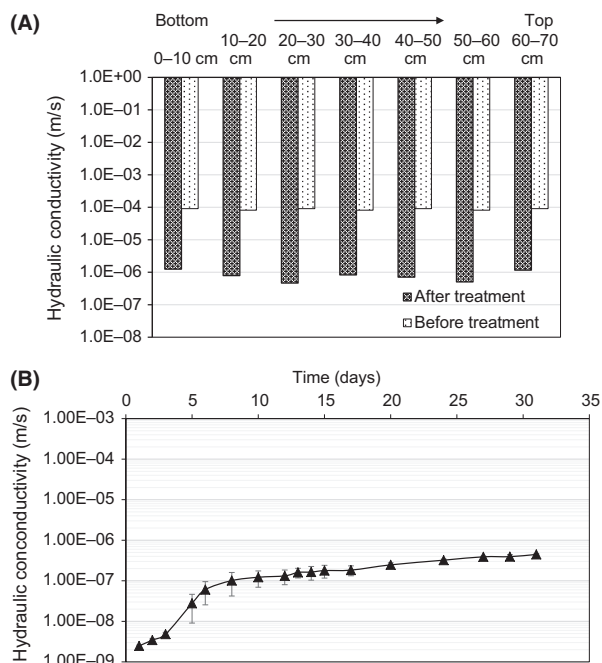 (A)
Bottom
Top
0–10 cm
10–20 cm
20–30 cm
30–40 cm
40–50 cm
50–60 cm
60–70 cm
Hydraulic conductivity (m/s)
1.0E+00
1.0E–01
1.0E–02
1.0E–03
1.0E–04
1.0E–05
1.0E–06
1.0E–07
1.0E–08
After treatment
Before treatment
(B)
Time (days)
0 5 10 15 20 25 30 35
Hydraulic conconductivity (m/s)
1.00E–03
1.00E–04
1.00E–05
1.00E–06
1.00E–07
1.00E–08
1.00E–09